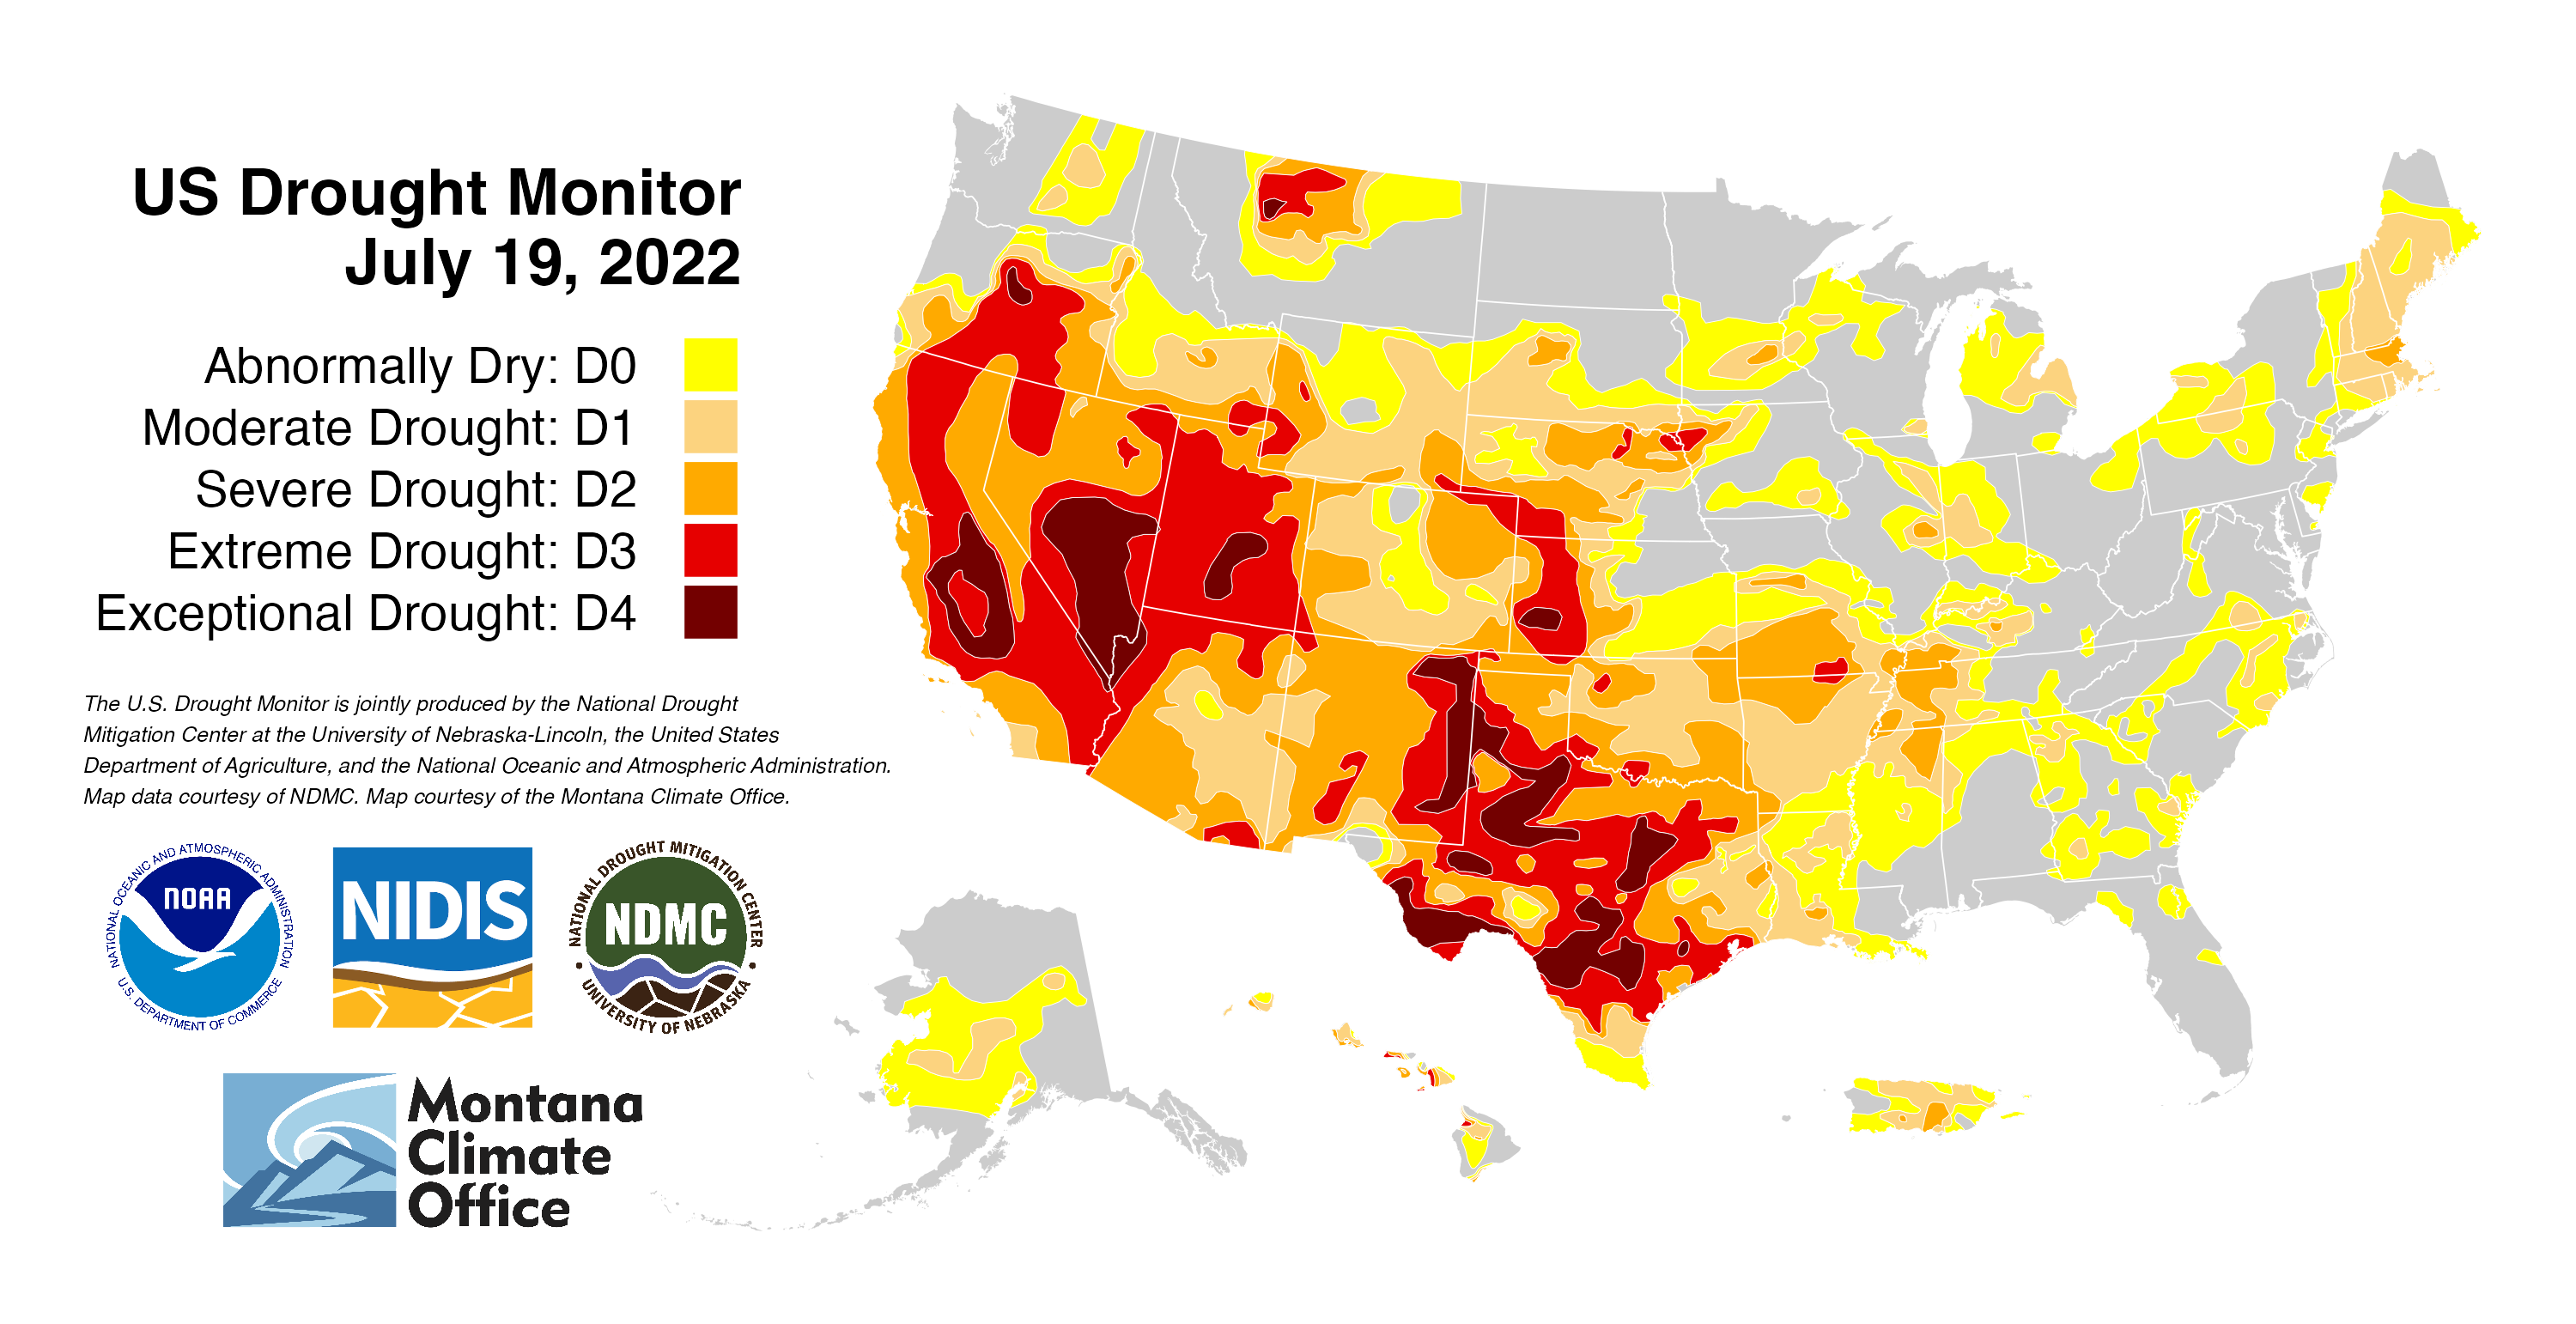 US Drought Monitor
July 19, 2022
Abnormally Dry: D0
Moderate Drought: D1
Severe Drought: D2
Extreme Drought: D3
Exceptional Drought: D4
The U.S. Drought Monitor is jointly produced by the National Drought
Mitigation Center at the University of Nebraska-Lincoln, the United States
Department of Agriculture, and the National Oceanic and Atmospheric Administration.
Map data courtesy of NDMC. Map courtesy of the Montana Climate Office.
NATIONAL OCEANIC AND ATMOSPHERIC ADMINISTRATION
NOAA
U.S. DEPARTMENT OF COMMERCE
NIDIS
NATIONAL DROUGHT MITIGATION CENTER
NDMC
UNIVERSITY OF NEBRASKA
Montana
Climate
Office